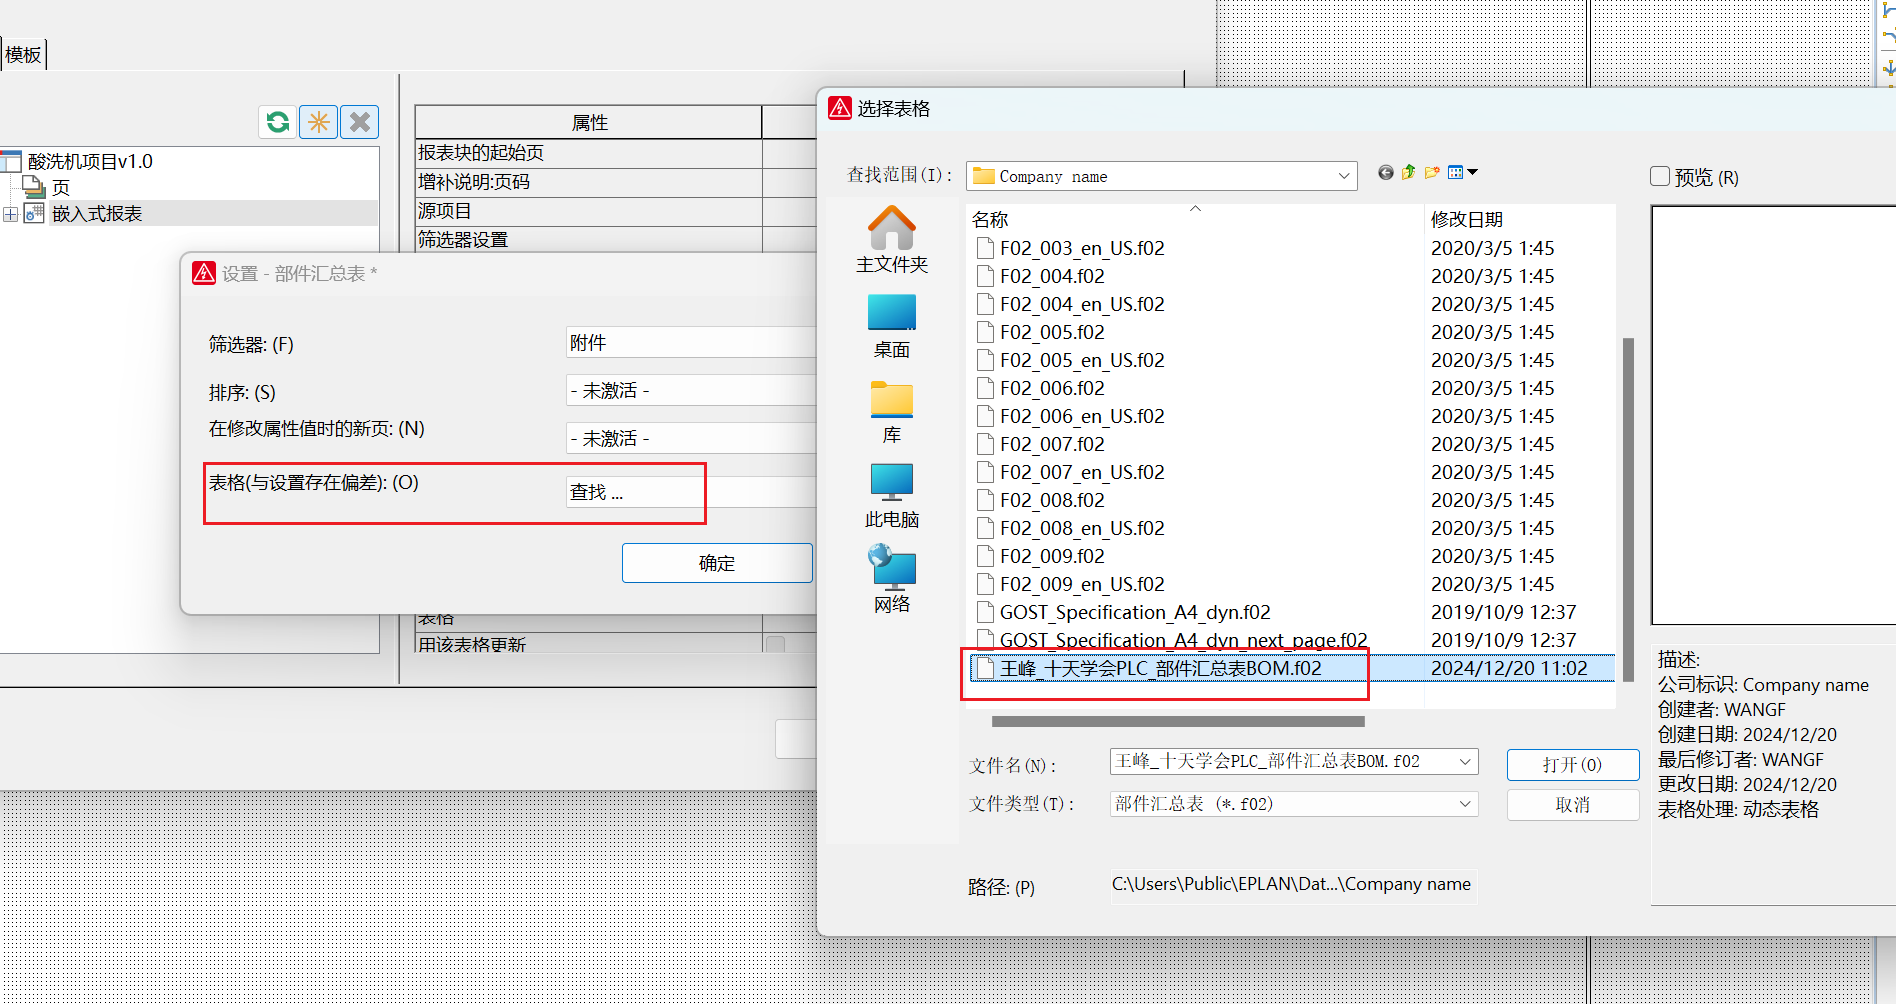 模板
属性
酸洗机项目v1.0
页
嵌入式报表
报表块的起始页
增补说明:页码
源项目
筛选器设置
设置 - 部件汇总表 *
筛选器: (F)
附件
排序: (S)
- 未激活 -
在修改属性值时的新页: (N)
- 未激活 -
表格(与设置存在偏差): (O)
查找 ...
确定
表格
用该表格更新
选择表格
查找范围(I):
Company name
预览 (R)
主文件夹
桌面
库
此电脑
网络
名称
修改日期
F02_003_en_US.f02
2020/3/5 1:45
F02_004.f02
2020/3/5 1:45
F02_004_en_US.f02
2020/3/5 1:45
F02_005.f02
2020/3/5 1:45
F02_005_en_US.f02
2020/3/5 1:45
F02_006.f02
2020/3/5 1:45
F02_006_en_US.f02
2020/3/5 1:45
F02_007.f02
2020/3/5 1:45
F02_007_en_US.f02
2020/3/5 1:45
F02_008.f02
2020/3/5 1:45
F02_008_en_US.f02
2020/3/5 1:45
F02_009.f02
2020/3/5 1:45
F02_009_en_US.f02
2020/3/5 1:45
GOST_Specification_A4_dyn.f02
2019/10/9 12:37
GOST_Specification_A4_dyn_next_page.f02
2019/10/9 12:37
王峰_十天学会PLC_部件汇总表BOM.f02
2024/12/20 11:02
文件名(N):
王峰_十天学会PLC_部件汇总表BOM.f02
打开(O)
文件类型(T):
部件汇总表 (*.f02)
取消
路径: (P)
C:\Users\Public\EPLAN\Dat...\Company name
描述:
公司标识: Company name
创建者: WANGF
创建日期: 2024/12/20
最后修订者: WANGF
更改日期: 2024/12/20
表格处理: 动态表格